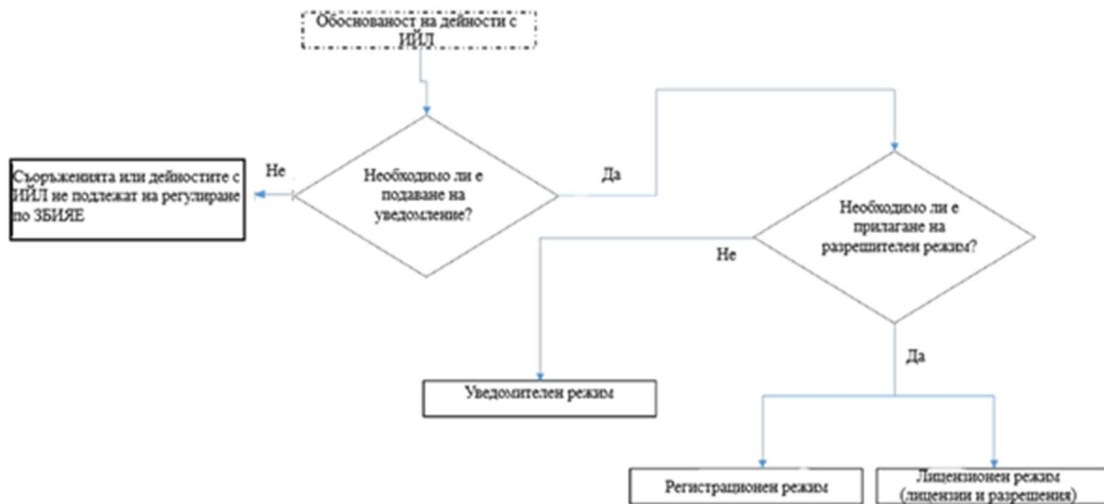 Обоснованост на дейности с
ИЙЛ
Не
Съоръженията или дейностите с
ИЙЛ не подлежат на регулиране
по ЗБИЯЕ
Необходимо ли е
подаване на
уведомление?
Да
Необходимо ли е
прилагане на
разрешителен режим?
Не
Да
Уведомителен режим
Регистрационен режим
Лицензионен режим
(лицензии и разрешения)